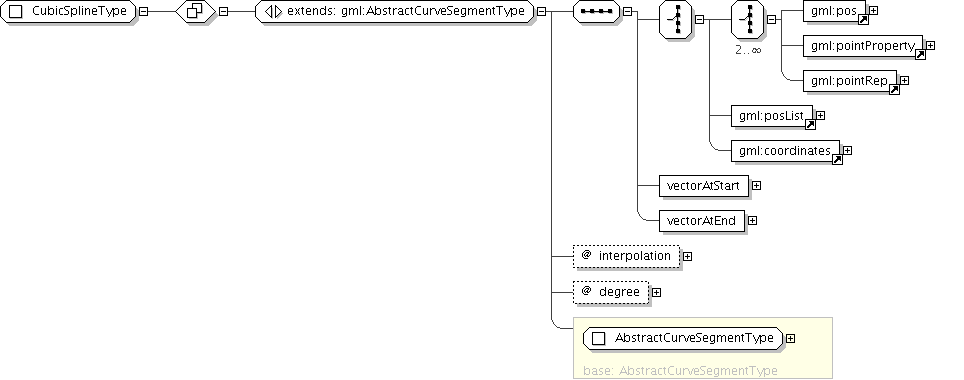 CubicSplineType
extends: gml:AbstractCurveSegmentType
gml:pos
2..∞
gml:pointProperty
gml:pointRep
gml:posList
gml:coordinates
vectorAtStart
vectorAtEnd
@ interpolation
@ degree
AbstractCurveSegmentType
base: AbstractCurveSegmentType